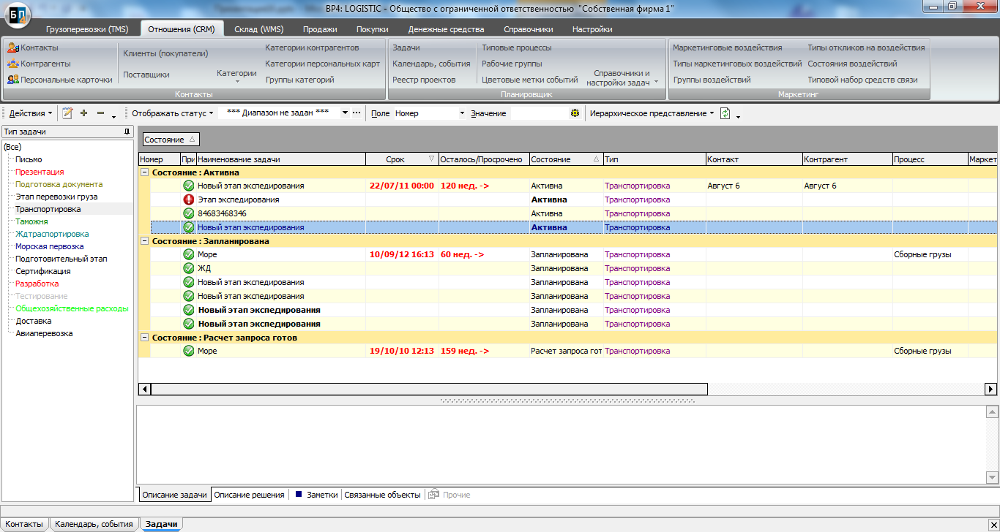 BP4: LOGISTIC - Общество с ограниченной ответственностью "Собственная фирма 1"
БП 4
Грузоперевозки (TMS) Отношения (CRM) Склад (WMS) Продажи Покупки Денежные средства Справочники Настройки
Контакты
Контрагенты
Персональные карточки
Клиенты (покупатели)
Поставщики
Категории
Категории контрагентов
Категории персональных карт
Группы категорий
Контакты
Задачи
Календарь, события
Реестр проектов
Типовые процессы
Рабочие группы
Цветовые метки событий
Справочники и
настройки задач
Планировщик
Маркетинговые воздействия
Типы маркетинговых воздействий
Группы воздействий
Типы откликов на воздействия
Состояния воздействий
Типовой набор средств связи
Маркетинг
Действия Отображать статус *** Диапазон не задан *** Поле Номер Значение Иерархическое представление
Тип задачи
(Все)
Письмо
Презентация
Подготовка документа
Этап перевозки груза
Транспортировка
Таможня
Ждтраспортировка
Морская первозка
Подготовительный этап
Сертификация
Разработка
Тестирование
Общехозяйственные расходы
Доставка
Авиаперевозка
Состояние
Номер При Наименование задачи Срок Осталось/Просрочено Состояние Тип Контакт Контрагент Процесс Маркет
Состояние : Активна
Новый этап экспедирования 22/07/11 00:00 120 нед. -> Активна Транспортировка Август 6 Август 6
Этап экспедирования Активна Транспортировка
84683468346 Активна Транспортировка
Новый этап экспедирования Активна Транспортировка
Состояние : Запланирована
Море 10/09/12 16:13 60 нед. -> Запланирована Транспортировка Сборные грузы
ЖД Запланирована Транспортировка
Новый этап экспедирования Запланирована Транспортировка
Новый этап экспедирования Запланирована Транспортировка
Новый этап экспедирования Запланирована Транспортировка
Новый этап экспедирования Запланирована Транспортировка
Состояние : Расчет запроса готов
Море 19/10/10 12:13 159 нед. -> Расчет запроса гот Транспортировка Сборные грузы
Описание задачи Описание решения Заметки Связанные объекты Прочие
Контакты Календарь, события Задачи